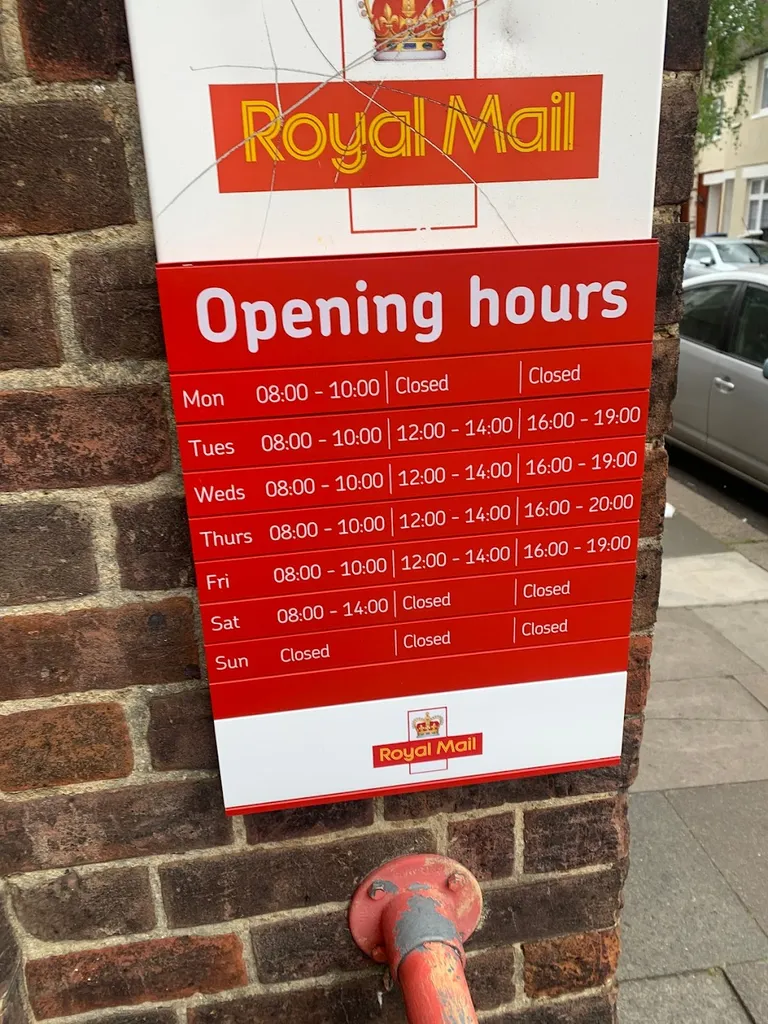 Royal Mail
Opening hours
Mon 08:00 - 10:00 Closed Closed
Tues 08:00 - 10:00 12:00 - 14:00 16:00 - 19:00
Weds 08:00 - 10:00 12:00 - 14:00 16:00 - 19:00
Thurs 08:00 - 10:00 12:00 - 14:00 16:00 - 20:00
Fri 08:00 - 10:00 12:00 - 14:00 16:00 - 19:00
Sat 08:00 - 14:00 Closed Closed
Sun Closed Closed Closed
Royal Mail